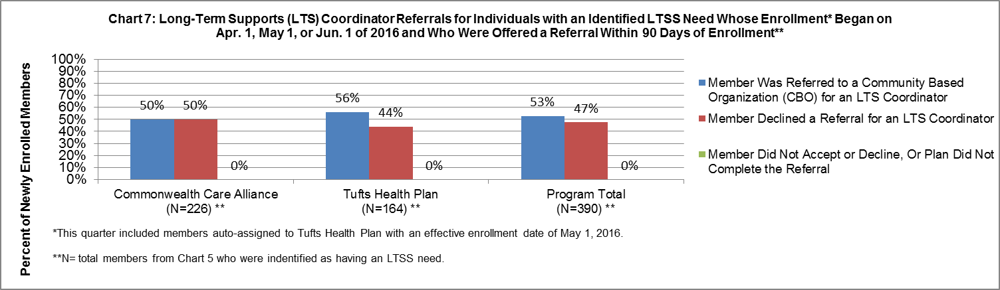 Chart 7: Long-Term Supports (LTS) Coordinator Referrals for Individuals with an Identified LTSS Need Whose Enrollment* Began on
Apr. 1, May 1, or Jun. 1 of 2016 and Who Were Offered a Referral Within 90 Days of Enrollment**
Percent of Newly Enrolled Members
100%
90%
80%
70%
60%
50%
40%
30%
20%
10%
0%
50%
50%
0%
56%
44%
0%
53%
47%
0%
Commonwealth Care Alliance
(N=226) **
Tufts Health Plan
(N=164) **
Program Total
(N=390) **
Member Was Referred to a Community Based
Organization (CBO) for an LTS Coordinator
Member Declined a Referral for an LTS Coordinator
Member Did Not Accept or Decline, Or Plan Did Not
Complete the Referral
*This quarter included members auto-assigned to Tufts Health Plan with an effective enrollment date of May 1, 2016.
**N= total members from Chart 5 who were indentified as having an LTSS need.